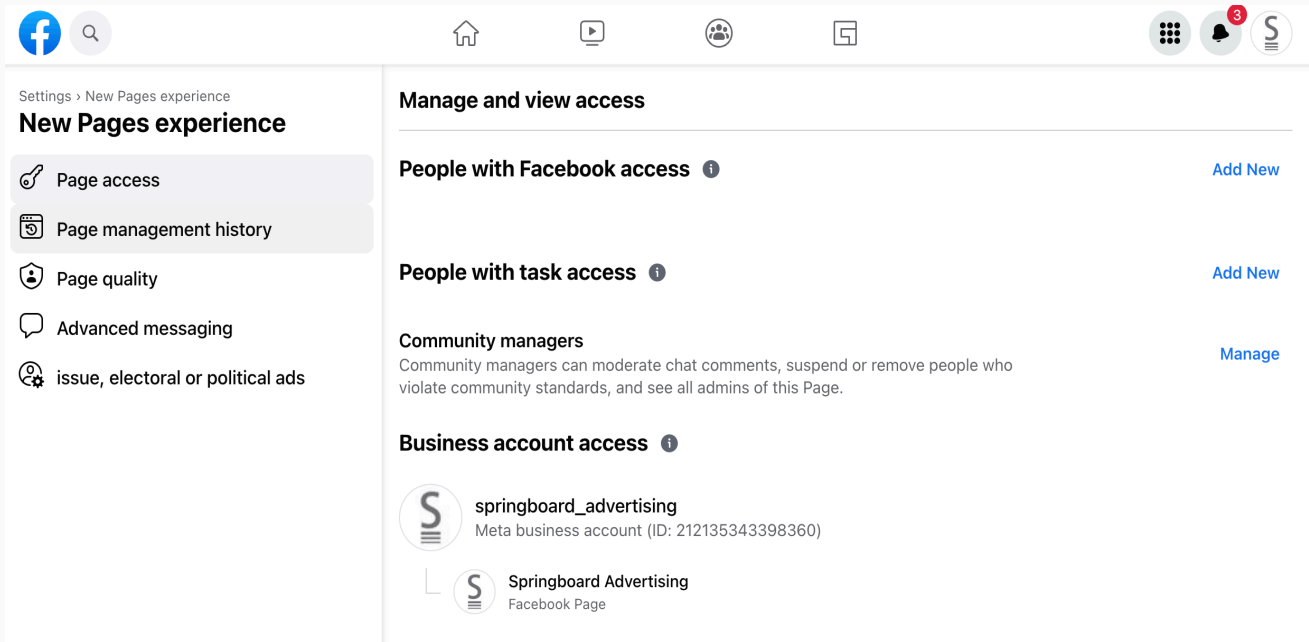 3
Settings › New Pages experience
New Pages experience
Page access
Page management history
Page quality
Advanced messaging
issue, electoral or political ads
Manage and view access
People with Facebook access
Add New
People with task access
Add New
Community managers
Community managers can moderate chat comments, suspend or remove people who
violate community standards, and see all admins of this Page.
Manage
Business account access
springboard_advertising
Meta business account (ID: 212135343398360)
Springboard Advertising
Facebook Page